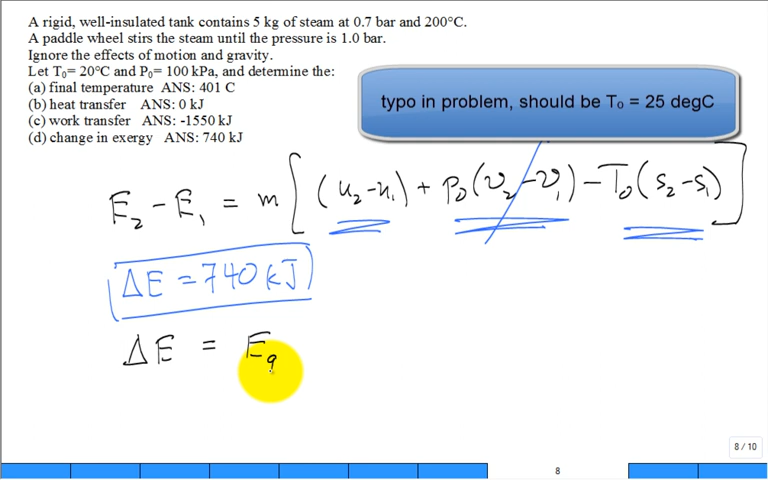 A rigid, well-insulated tank contains 5 kg of steam at 0.7 bar and 200°C.
A paddle wheel stirs the steam until the pressure is 1.0 bar.
Ignore the effects of motion and gravity.
Let T₀= 20°C and P₀= 100 kPa, and determine the:
(a) final temperature ANS: 401 C
(b) heat transfer ANS: 0 kJ
(c) work transfer ANS: -1550 kJ
(d) change in exergy ANS: 740 kJ
typo in problem, should be T₀ = 25 degC
E₂ - E₁ = m [ (u₂-u₁) + P₀(v₂-v₁) - T₀(s₂-s₁) ]
ΔE = 740 kJ
ΔE = Eq
8 / 10
8